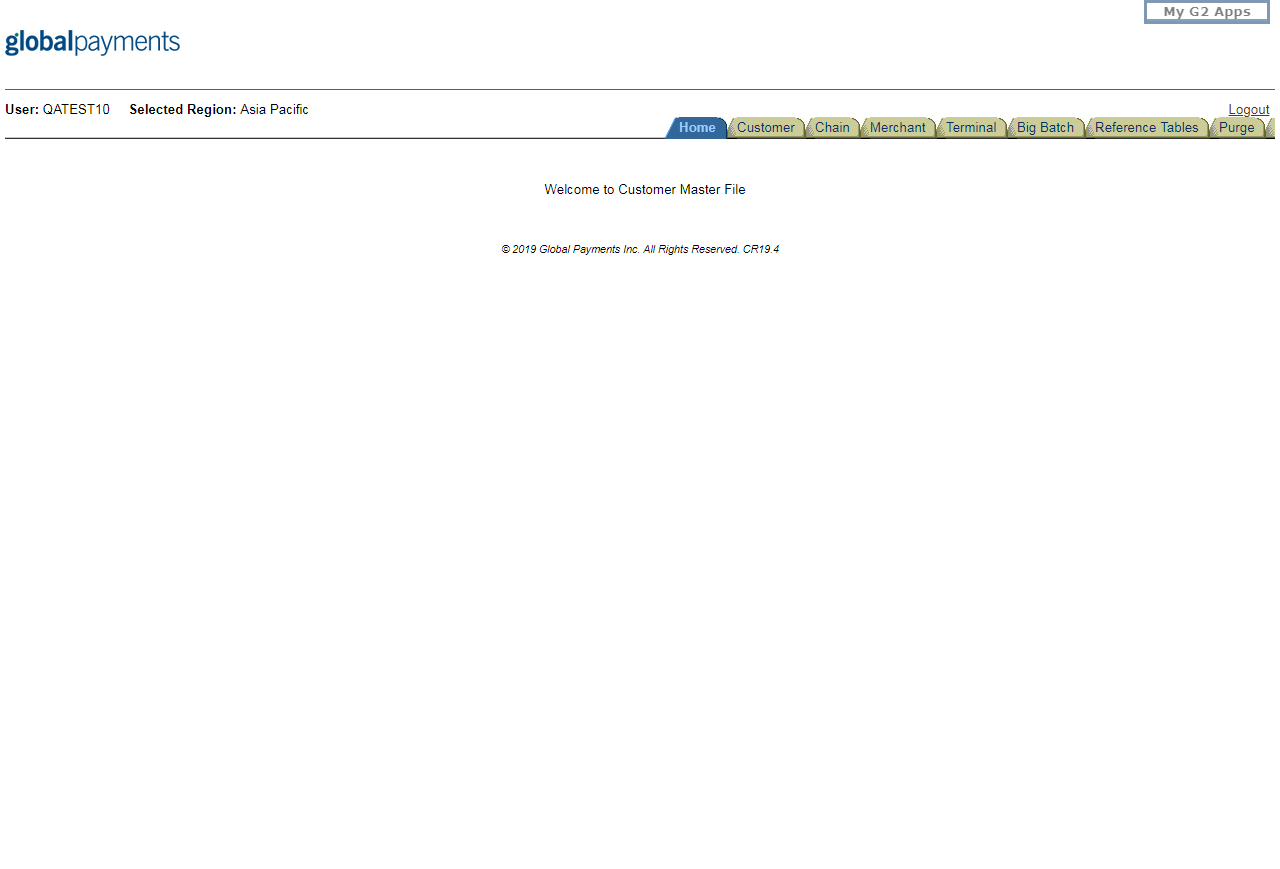 My G2 Apps
globalpayments
User: QATEST10 Selected Region: Asia Pacific
Logout
Home Customer Chain Merchant Terminal Big Batch Reference Tables Purge
Welcome to Customer Master File
© 2019 Global Payments Inc. All Rights Reserved. CR19.4